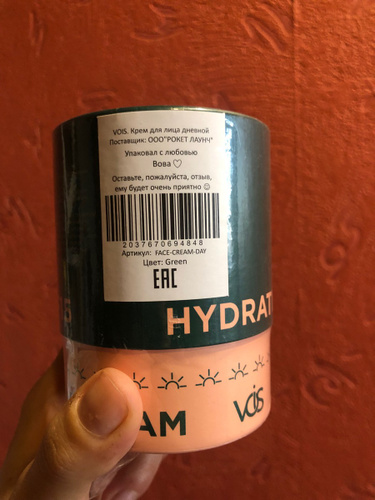 VOIS. Крем для лица дневной
Поставщик: ООО"РОКЕТ ЛАУНЧ"
Упаковал с любовью
Вова ♡
Оставьте, пожалуйста, отзыв,
ему будет очень приятно ☺
2037670694848
Артикул: FACE-CREAM-DAY
Цвет: Green
EAC
HYDRAT
AM
VOIS